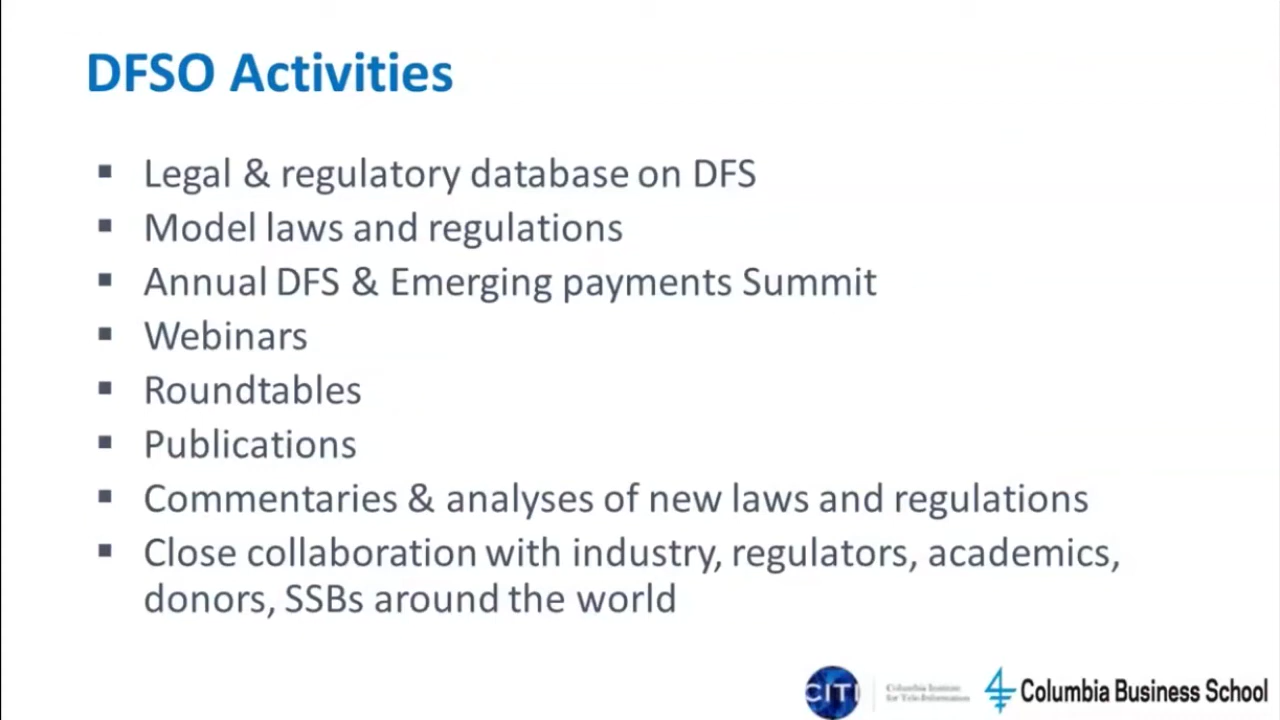 DFSO Activities
▪ Legal & regulatory database on DFS
▪ Model laws and regulations
▪ Annual DFS & Emerging payments Summit
▪ Webinars
▪ Roundtables
▪ Publications
▪ Commentaries & analyses of new laws and regulations
▪ Close collaboration with industry, regulators, academics,
donors, SSBs around the world
CITI
Columbia Institute
for Tele-Information
Columbia Business School